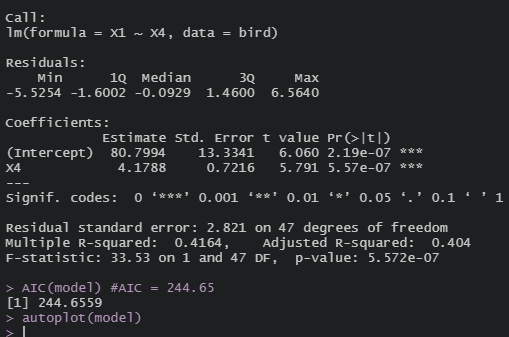 Call:
lm(formula = X1 ~ X4, data = bird)
Residuals:
Min 1Q Median 3Q Max
-5.5254 -1.6002 -0.0929 1.4600 6.5640
Coefficients:
Estimate Std. Error t value Pr(>|t|)
(Intercept) 80.7994 13.3341 6.060 2.19e-07 ***
X4 4.1788 0.7216 5.791 5.57e-07 ***
---
Signif. codes: 0 ‘***’ 0.001 ‘**’ 0.01 ‘*’ 0.05 ‘.’ 0.1 ‘ ’ 1
Residual standard error: 2.821 on 47 degrees of freedom
Multiple R-squared: 0.4164, Adjusted R-squared: 0.404
F-statistic: 33.53 on 1 and 47 DF, p-value: 5.572e-07
> AIC(model) #AIC = 244.65
[1] 244.6559
> autoplot(model)
>